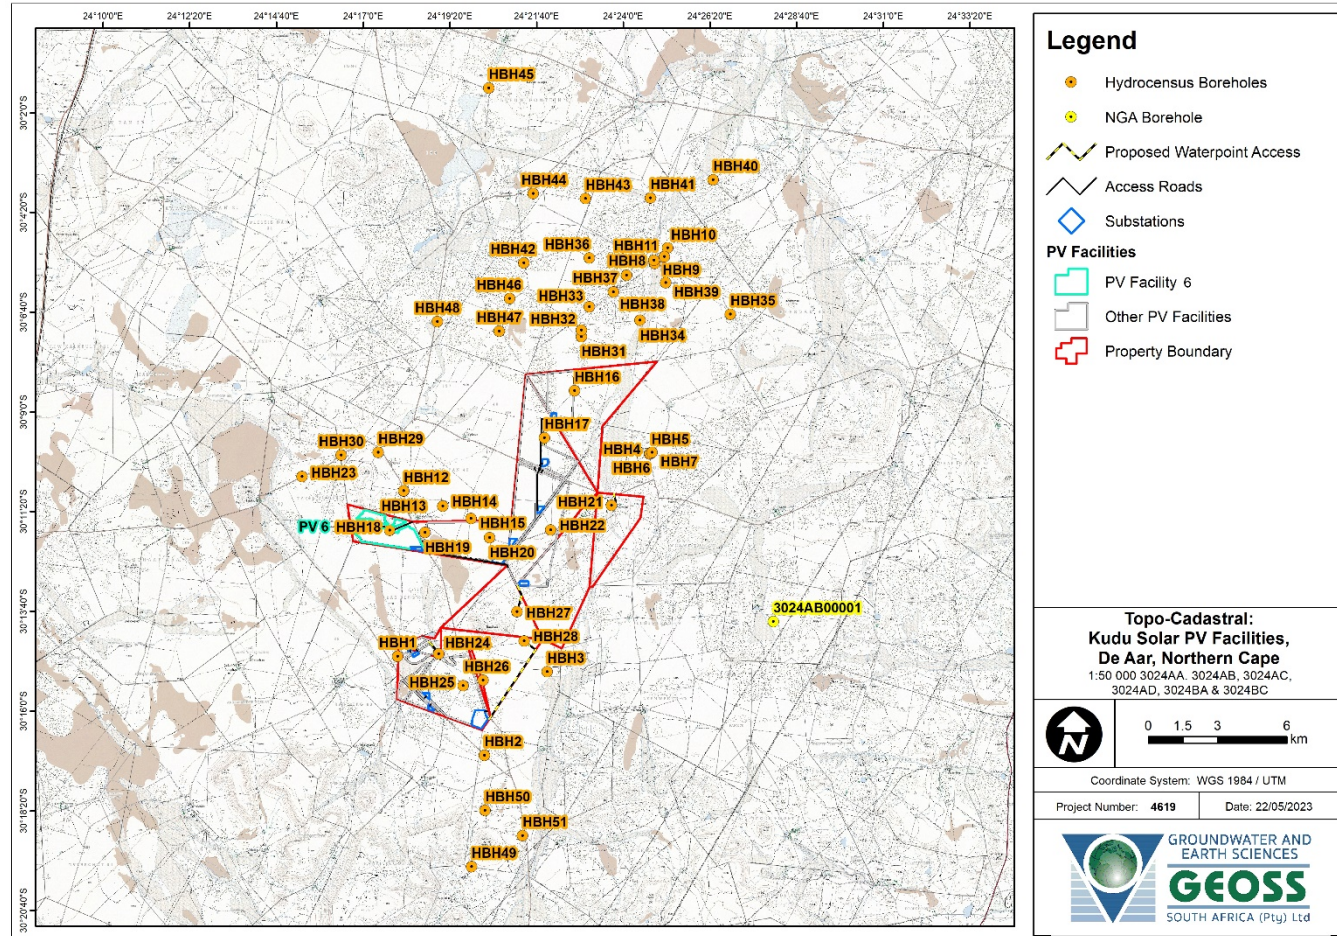 24°10'0"E 24°12'20"E 24°14'40"E 24°17'0"E 24°19'20"E 24°21'40"E 24°24'0"E 24°26'20"E 24°28'40"E 24°31'0"E 24°33'20"E
30°2'0"S
30°4'20"S
30°6'40"S
30°9'0"S
30°11'20"S
30°13'40"S
30°16'0"S
30°18'20"S
30°20'40"S
HBH45
HBH40
HBH44
HBH43
HBH41
HBH10
HBH36
HBH11
HBH42
HBH8
HBH9
HBH37
HBH46
HBH39
HBH33
HBH38
HBH35
HBH48
HBH47
HBH32
HBH34
HBH31
HBH16
HBH17
HBH30
HBH29
HBH4
HBH5
HBH6
HBH7
HBH23
HBH12
HBH13
HBH14
HBH21
PV 6
HBH18
HBH15
HBH22
HBH19
HBH20
3024AB00001
HBH27
HBH1
HBH24
HBH28
HBH3
HBH26
HBH25
HBH2
HBH50
HBH51
HBH49
Legend
Hydrocensus Boreholes
NGA Borehole
Proposed Waterpoint Access
Access Roads
Substations
PV Facilities
PV Facility 6
Other PV Facilities
Property Boundary
Topo-Cadastral:
Kudu Solar PV Facilities,
De Aar, Northern Cape
1:50 000 3024AA. 3024AB, 3024AC,
3024AD, 3024BA & 3024BC
N
0 1.5 3 6
km
Coordinate System: WGS 1984 / UTM
Project Number: 4619
Date: 22/05/2023
GROUNDWATER AND
EARTH SCIENCES
GEOSS
SOUTH AFRICA (Pty) Ltd